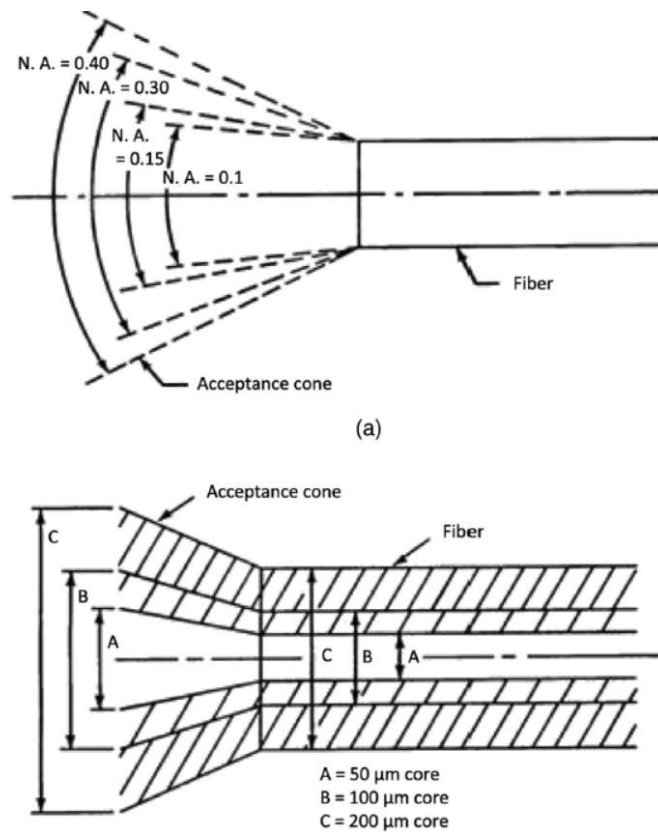 N. A. = 0.40
N. A. = 0.30
N. A.
= 0.15
N. A. = 0.1
Fiber
Acceptance cone
(a)
Acceptance cone
Fiber
C
B
A
C
B
A
A = 50 μm core
B = 100 μm core
C = 200 μm core